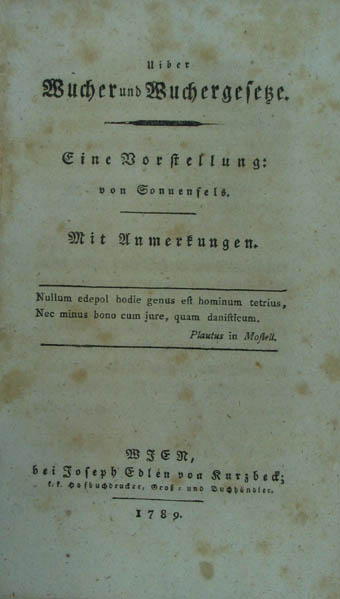 Uiber
Wucher und Wuchergesetze.
Eine Vorstellung:
von Sonnenfels.
Mit Anmerkungen.
Nullum edepol hodie genus est hominum tetrius,
Nec minus bono cum jure, quam danisticum.
Plautus in Mostell.
WIEN,
bei Joseph Edlen von Kurzbeck;
k.k. Hofbuchdrucker, Groß- und Buchhändler.
1789.